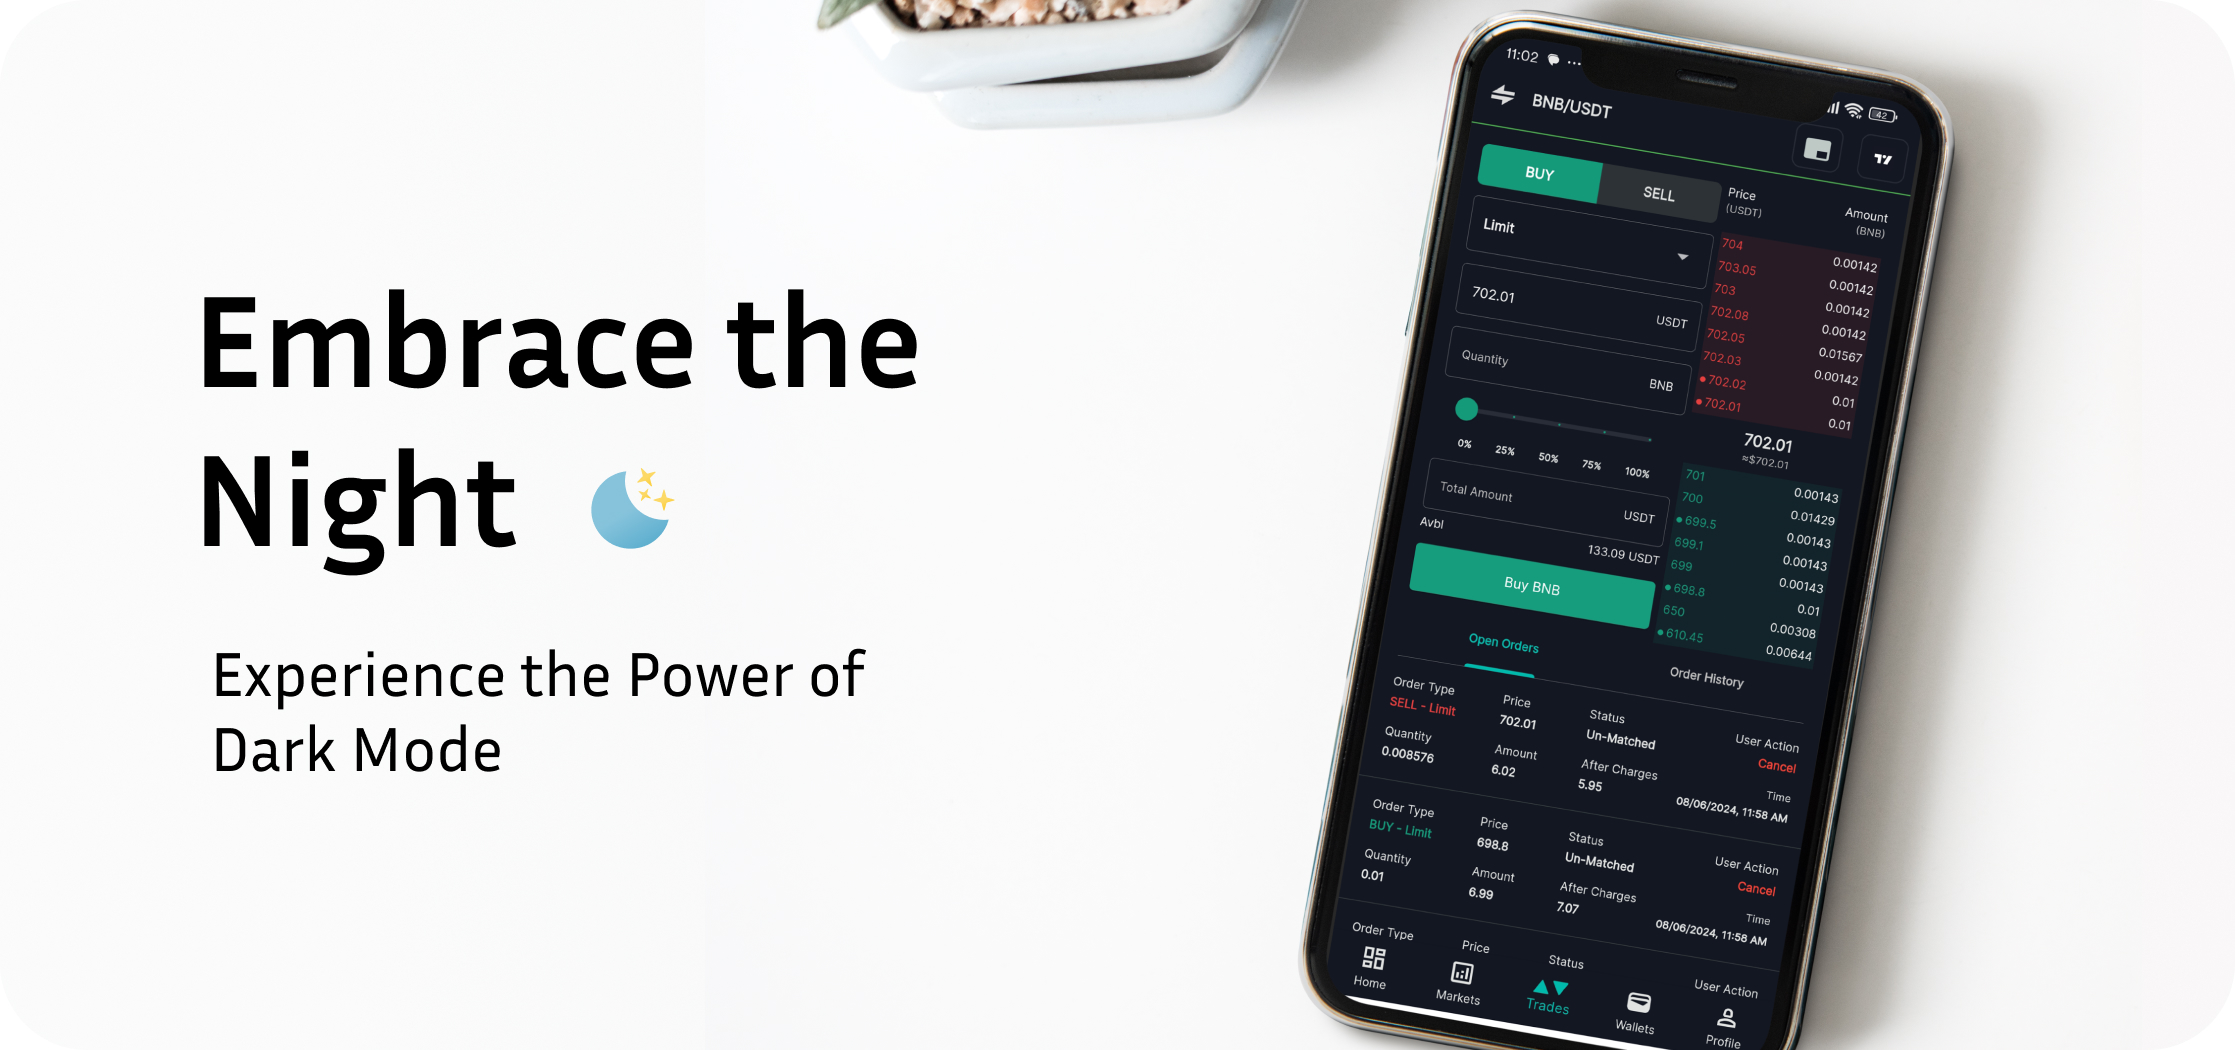 Embrace the
Night
Experience the Power of
Dark Mode
11:02
42
BNB/USDT
BUY
SELL
Limit
702.01
USDT
Quantity
BNB
0% 25% 50% 75% 100%
Total Amount
USDT
Avbl
133.09 USDT
Buy BNB
Price
(USDT)
Amount
(BNB)
704 0.00142
703.05 0.00142
703 0.00142
702.08 0.00142
702.05 0.01567
702.03 0.00142
702.02 0.01
702.01 0.01
702.01
≈$702.01
701 0.00143
700 0.01429
699.5 0.00143
699.1 0.00143
699 0.00143
698.8 0.01
650 0.00308
610.45 0.00644
Open Orders
Order History
Order Type Price Status User Action
SELL - Limit 702.01 Un-Matched Cancel
Quantity Amount After Charges Time
0.008576 6.02 5.95 08/06/2024, 11:58 AM
Order Type Price Status User Action
BUY - Limit 698.8 Un-Matched Cancel
Quantity Amount After Charges Time
0.01 6.99 7.07 08/06/2024, 11:58 AM
Order Type Price Status User Action
Home Markets Trades Wallets Profile